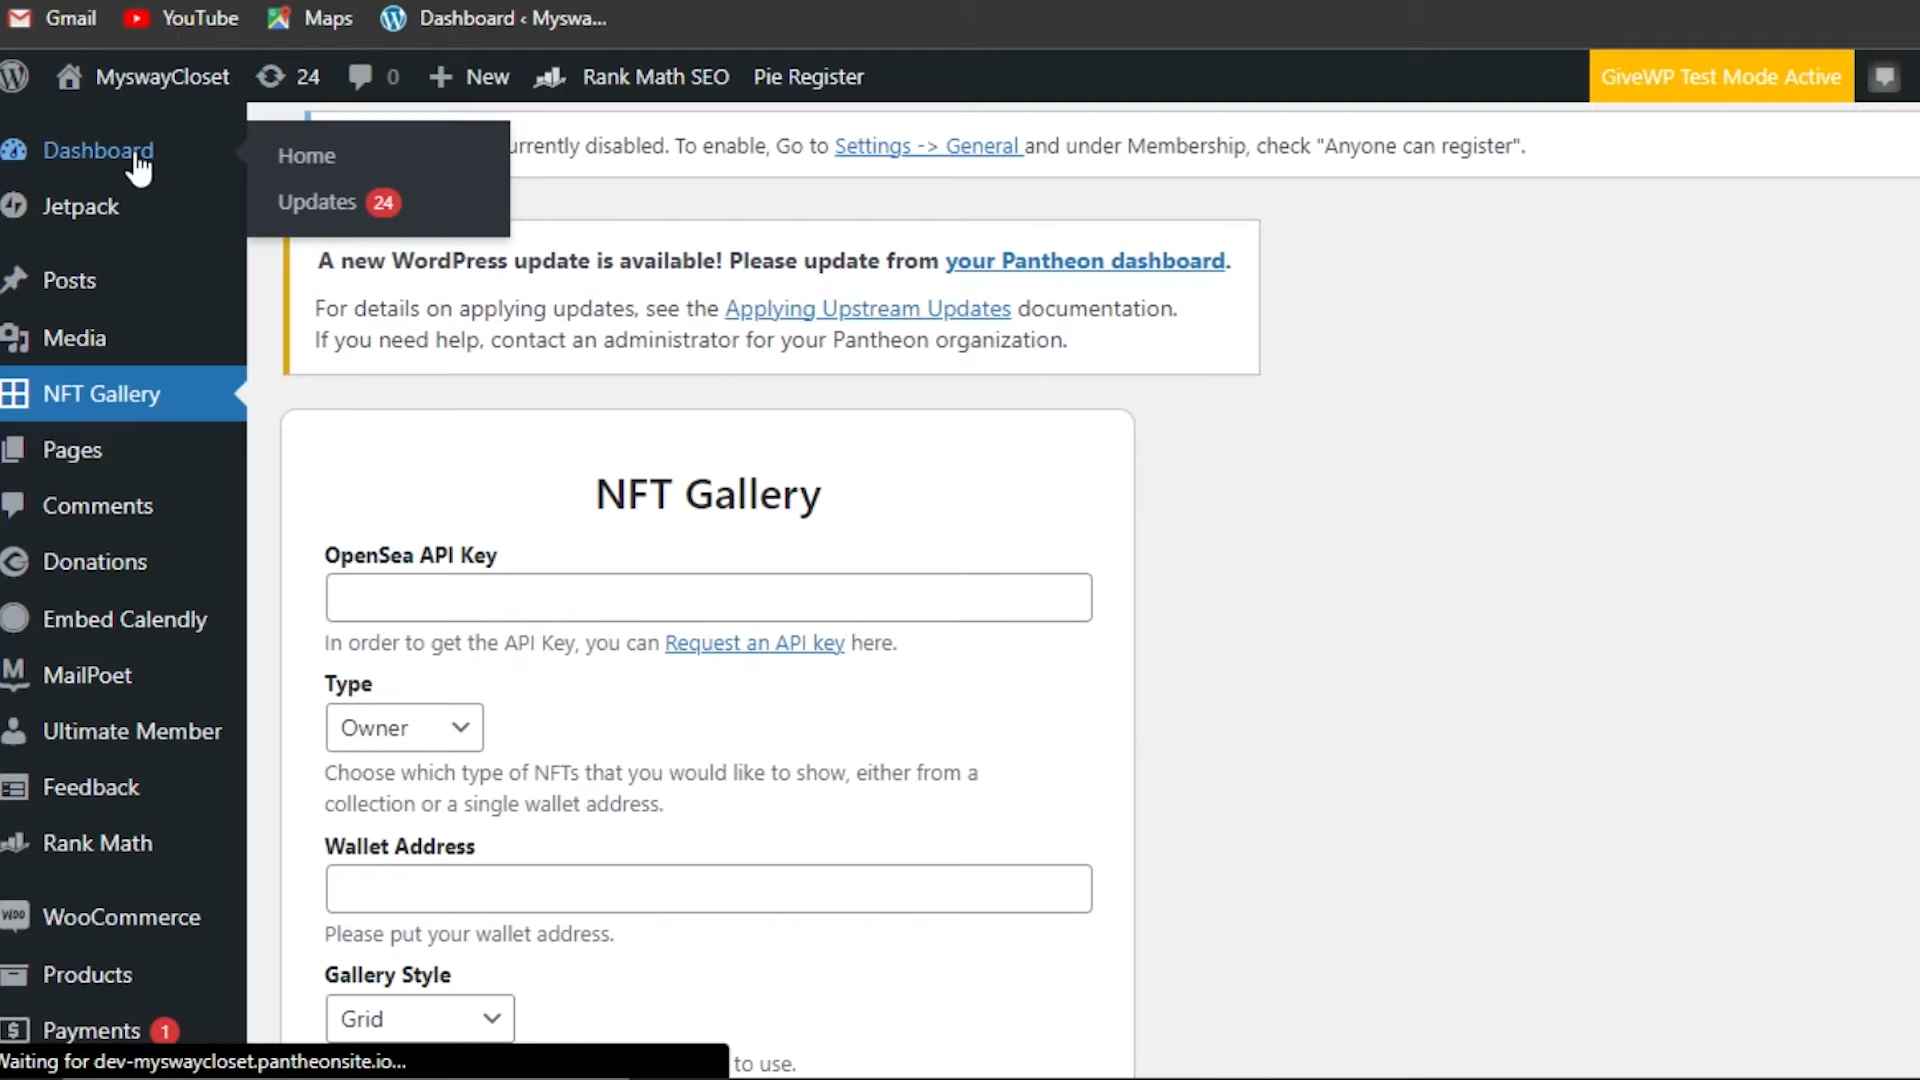 Gmail YouTube Maps Dashboard ‹ Myswa...
MyswayCloset 24 0 New Rank Math SEO Pie Register GiveWP Test Mode Active
Dashboard
Jetpack
Posts
Media
NFT Gallery
Pages
Comments
Donations
Embed Calendly
MailPoet
Ultimate Member
Feedback
Rank Math
WooCommerce
Products
Payments 1
Home
Updates 24
urrently disabled. To enable, Go to Settings -> General and under Membership, check "Anyone can register".
A new WordPress update is available! Please update from your Pantheon dashboard.
For details on applying updates, see the Applying Upstream Updates documentation.
If you need help, contact an administrator for your Pantheon organization.
NFT Gallery
OpenSea API Key
In order to get the API Key, you can Request an API key here.
Type
Owner
Choose which type of NFTs that you would like to show, either from a
collection or a single wallet address.
Wallet Address
Please put your wallet address.
Gallery Style
Grid
to use.
Waiting for dev-myswaycloset.pantheonsite.io...